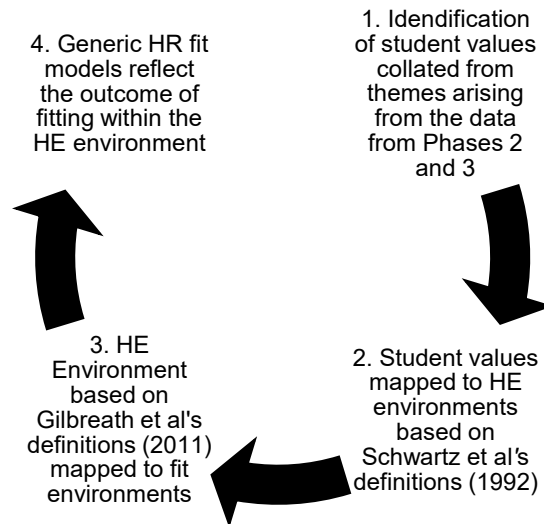 1. Idendification
of student values
collated from
themes arising
from the data
from Phases 2
and 3
2. Student values
mapped to HE
environments
based on
Schwartz et al's
definitions (1992)
3. HE
Environment
based on
Gilbreath et al's
definitions (2011)
mapped to fit
environments
4. Generic HR fit
models reflect
the outcome of
fitting within the
HE environment